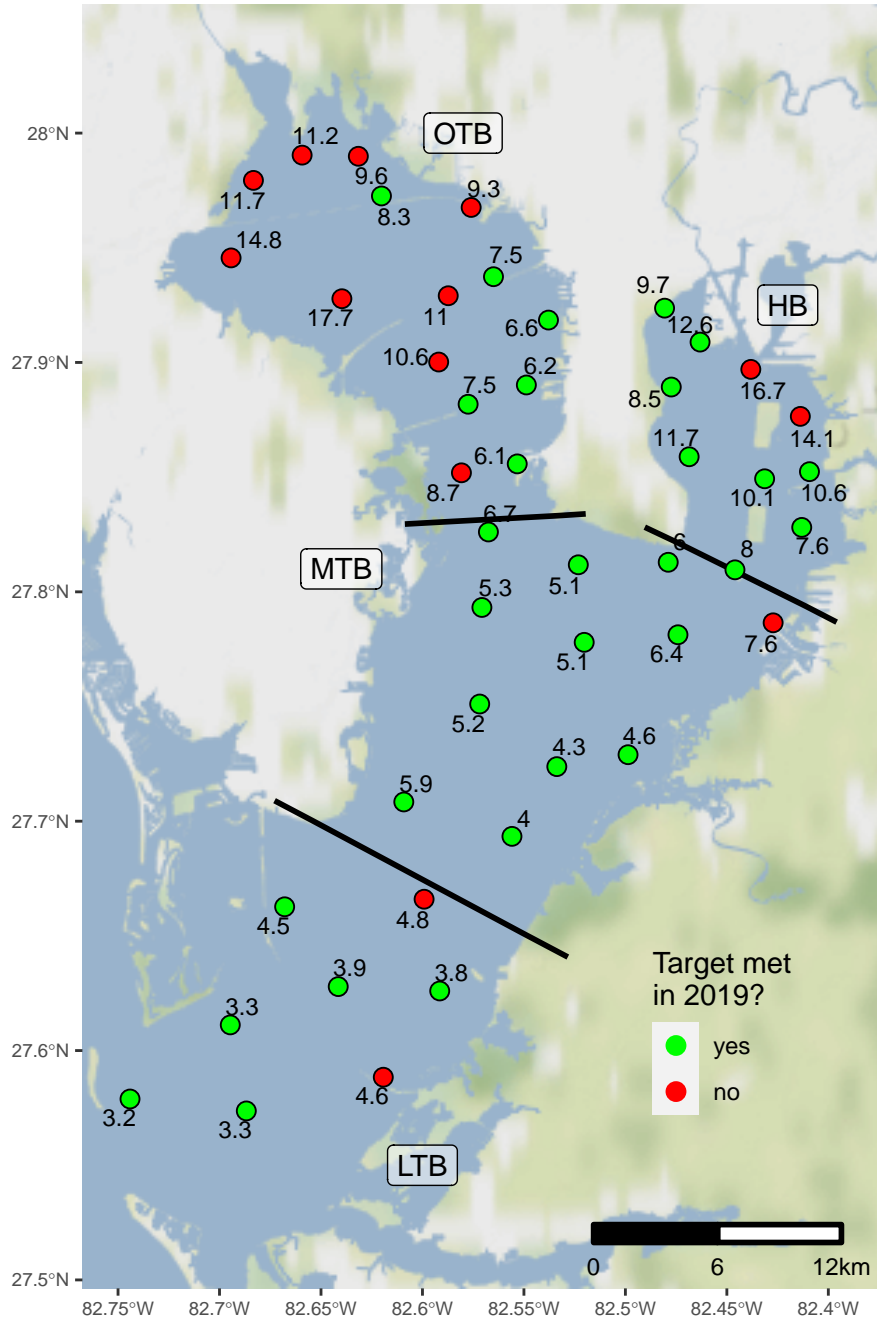 28°N
27.9°N
27.8°N
27.7°N
27.6°N
27.5°N
OTB
HB
MTB
LTB
11.2
9.6
11.7
8.3
9.3
14.8
7.5
17.7
11
6.6
10.6
6.2
7.5
6.1
8.7
6.7
9.7
12.6
16.7
8.5
14.1
11.7
10.1
10.6
7.6
6
8
5.1
5.3
7.6
6.4
5.1
5.2
4.3
4.6
5.9
4
4.8
4.5
3.9
3.8
3.3
4.6
3.2
3.3
Target met
in 2019?
yes
no
0 6 12km
82.75°W 82.7°W 82.65°W 82.6°W 82.55°W 82.5°W 82.45°W 82.4°W